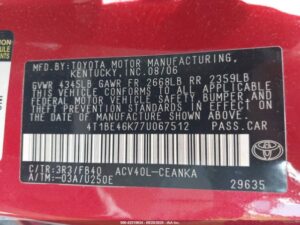 MFD. BY:TOYOTA MOTOR MANUFACTURING,
KENTUCKY, INC. 08/06
GVWR 4345LB GAWR FR 2668LB RR 2359LB
THIS VEHICLE CONFORMS TO ALL APPLICABLE
FEDERAL MOTOR VEHICLE SAFETY, BUMPER AND
THEFT PREVENTION STANDARDS IN EFFECT ON
THE DATE OF MANUFACTURE SHOWN ABOVE.
4T1BE46K77U067512 PASS.CAR
C/TR:3R3/FB40 ACV40L-CEANKA
A/TM:-03A/U250E
TOYOTA
29635